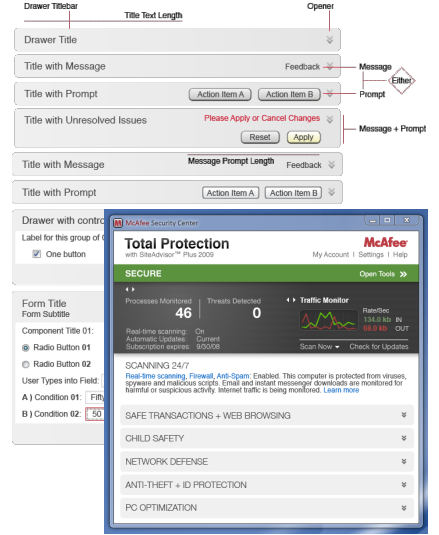 Drawer Titlebar
Opener
Title Text Length
Drawer Title
Title with Message
Feedback
Message
Either
Title with Prompt
Action Item A
Action Item B
Prompt
Title with Unresolved Issues
Please Apply or Cancel Changes
Message + Prompt
Reset
Apply
Title with Message
Message Prompt Length
Feedback
Title with Prompt
Action Item A
Action Item B
Drawer with contro
McAfee Security Center
Label for this group of
Total Protection
McAfee
with SiteAdvisor™ Plus 2009
My Account | Settings | Help
One button
SECURE
Open Tools
Form Title
Form Subtitle
Processes Monitored
46
Threats Detected
0
Traffic Monitor
Rate/Sec
134.0 kb IN
68.0 kb OUT
Component Title 01:
Real-time scanning: On
Automatic Updates: Current
Subscription expires: 9/30/08
Scan Now
Check for Updates
Radio Button 01
Radio Button 02
SCANNING 24/7
Real-time scanning, Firewall, Anti-Spam: Enabled. This computer is protected from viruses,
spyware and malicious scripts. Email and instant messenger downloads are monitored for
harmful or suspicious activity. Internet traffic is being monitored. Learn more
User Types into Field:
A ) Condition 01: Fift
B ) Condition 02: 50
SAFE TRANSACTIONS + WEB BROWSING
CHILD SAFETY
NETWORK DEFENSE
ANTI-THEFT + ID PROTECTION
PC OPTIMIZATION